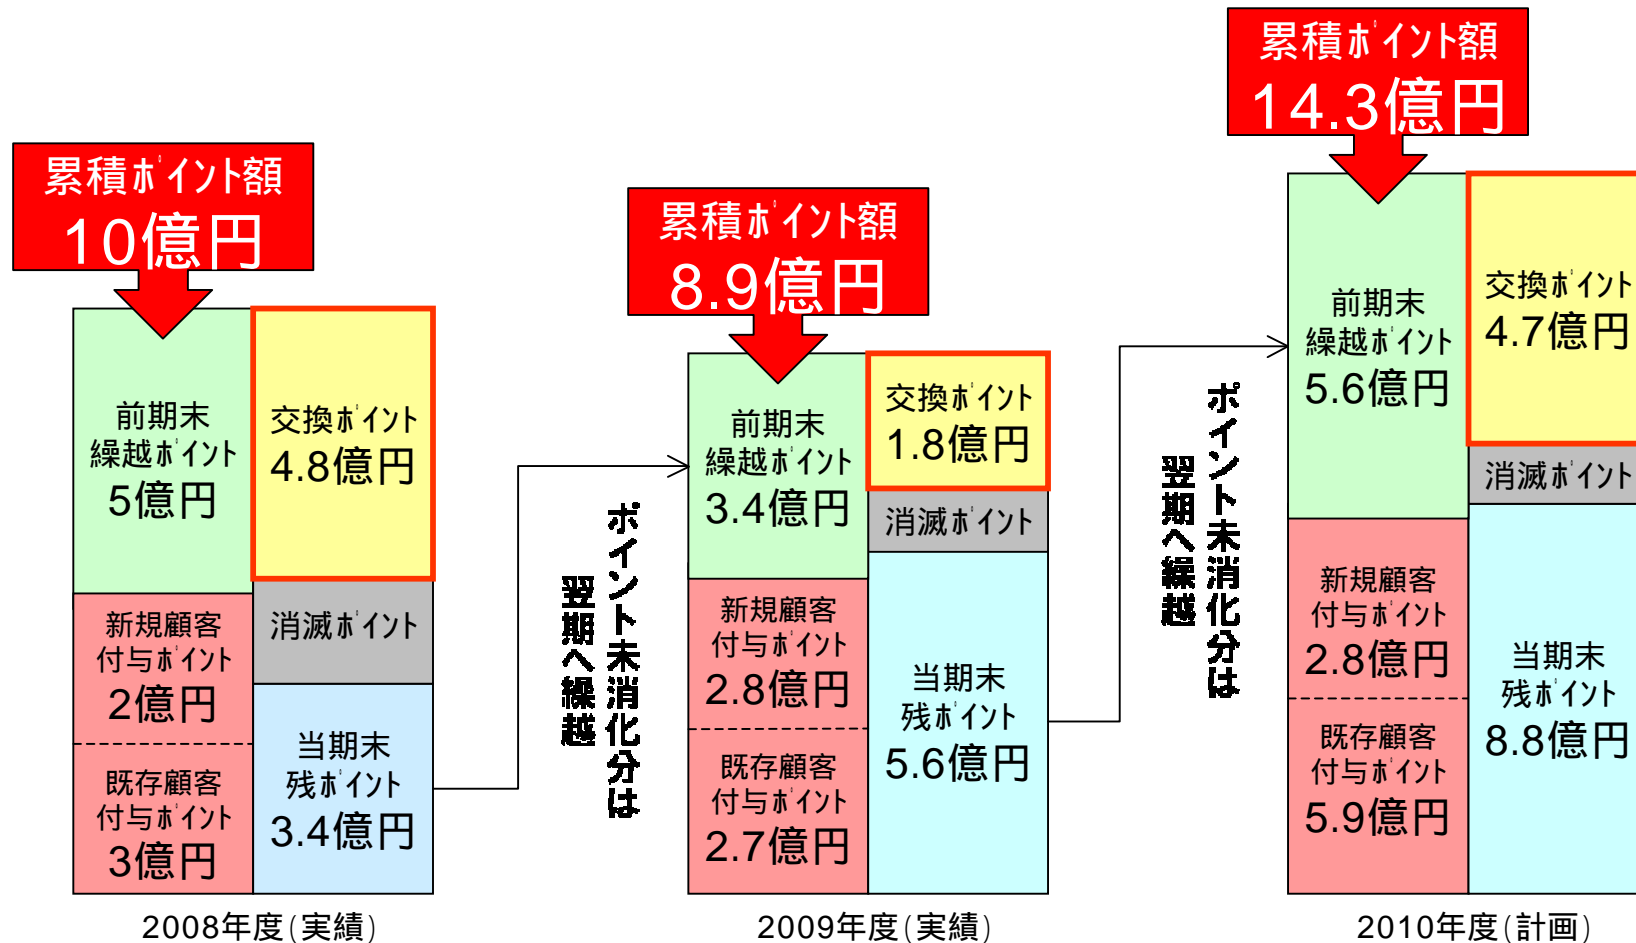 累積ポイント額
10億円
前期末
繰越ポイント
5億円
新規顧客
付与ポイント
2億円
既存顧客
付与ポイント
3億円
交換ポイント
4.8億円
消滅ポイント
当期末
残ポイント
3.4億円
2008年度(実績)
ポイント未消化分は
翌期へ繰越
累積ポイント額
8.9億円
前期末
繰越ポイント
3.4億円
新規顧客
付与ポイント
2.8億円
既存顧客
付与ポイント
2.7億円
交換ポイント
1.8億円
消滅ポイント
当期末
残ポイント
5.6億円
2009年度(実績)
ポイント未消化分は
翌期へ繰越
累積ポイント額
14.3億円
前期末
繰越ポイント
5.6億円
新規顧客
付与ポイント
2.8億円
既存顧客
付与ポイント
5.9億円
交換ポイント
4.7億円
消滅ポイント
当期末
残ポイント
8.8億円
2010年度(計画)